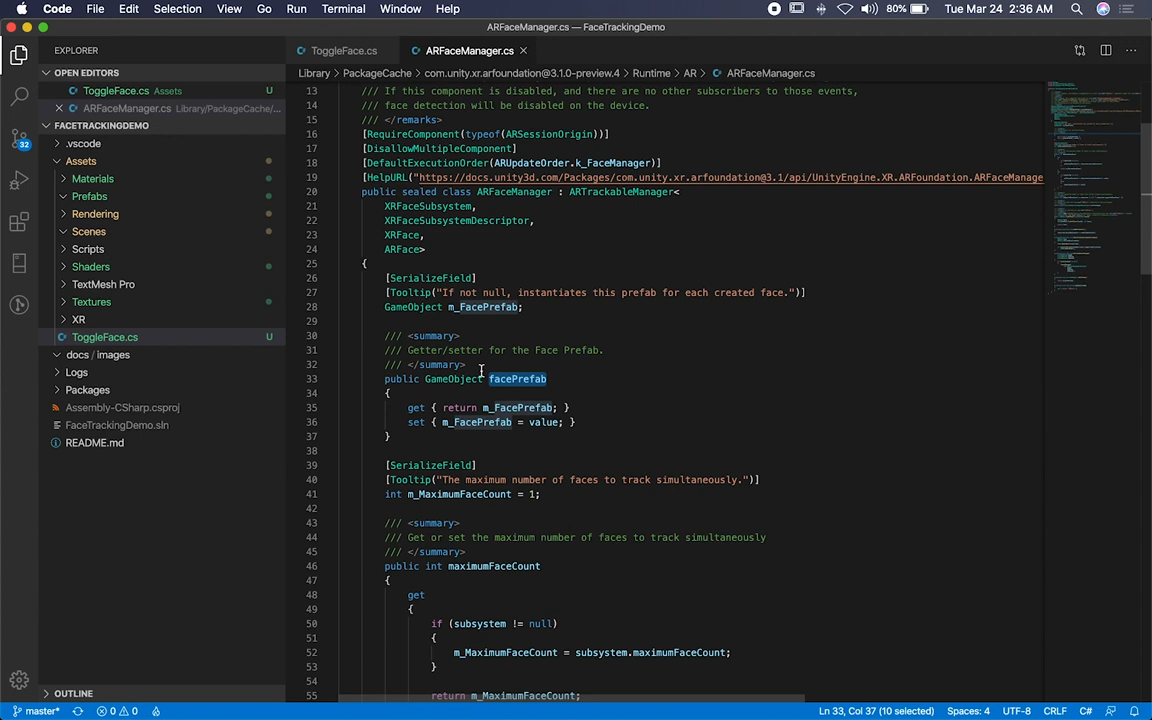 Code File Edit Selection View Go Run Terminal Window Help 80% Tue Mar 24 2:36 AM
ARFaceManager.cs — FaceTrackingDemo
EXPLORER
ToggleFace.cs
ARFaceManager.cs
OPEN EDITORS
ToggleFace.cs Assets U
ARFaceManager.cs Library/PackageCache/...
Library > PackageCache > com.unity.xr.arfoundation@3.1.0-preview.4 > Runtime > AR > ARFaceManager.cs
FACETRACKINGDEMO
.vscode
Assets
Materials
Prefabs
Rendering
Scenes
Scripts
Shaders
TextMesh Pro
Textures
XR
ToggleFace.cs U
docs / images
Logs
Packages
Assembly-CSharp.csproj
FaceTrackingDemo.sln
README.md
OUTLINE
32
13 /// If this component is disabled, and there are no other subscribers to those events,
14 /// face detection will be disabled on the device.
15 /// </remarks>
16 [RequireComponent(typeof(ARSessionOrigin))]
17 [DisallowMultipleComponent]
18 [DefaultExecutionOrder(ARUpdateOrder.k_FaceManager)]
19 [HelpURL("https://docs.unity3d.com/Packages/com.unity.xr.arfoundation@3.1/api/UnityEngine.XR.ARFoundation.ARFaceManage
20 public sealed class ARFaceManager : ARTrackableManager<
21 XRFaceSubsystem,
22 XRFaceSubsystemDescriptor,
23 XRFace,
24 ARFace>
25 {
26 [SerializeField]
27 [Tooltip("If not null, instantiates this prefab for each created face.")]
28 GameObject m_FacePrefab;
29
30 /// <summary>
31 /// Getter/setter for the Face Prefab.
32 /// </summary>
33 public GameObject facePrefab
34 {
35 get { return m_FacePrefab; }
36 set { m_FacePrefab = value; }
37 }
38
39 [SerializeField]
40 [Tooltip("The maximum number of faces to track simultaneously.")]
41 int m_MaximumFaceCount = 1;
42
43 /// <summary>
44 /// Get or set the maximum number of faces to track simultaneously
45 /// </summary>
46 public int maximumFaceCount
47 {
48 get
49 {
50 if (subsystem != null)
51 {
52 m_MaximumFaceCount = subsystem.maximumFaceCount;
53 }
54
55 return m_MaximumFaceCount;
master* 0 0 Ln 33, Col 37 (10 selected) Spaces: 4 UTF-8 CRLF C#